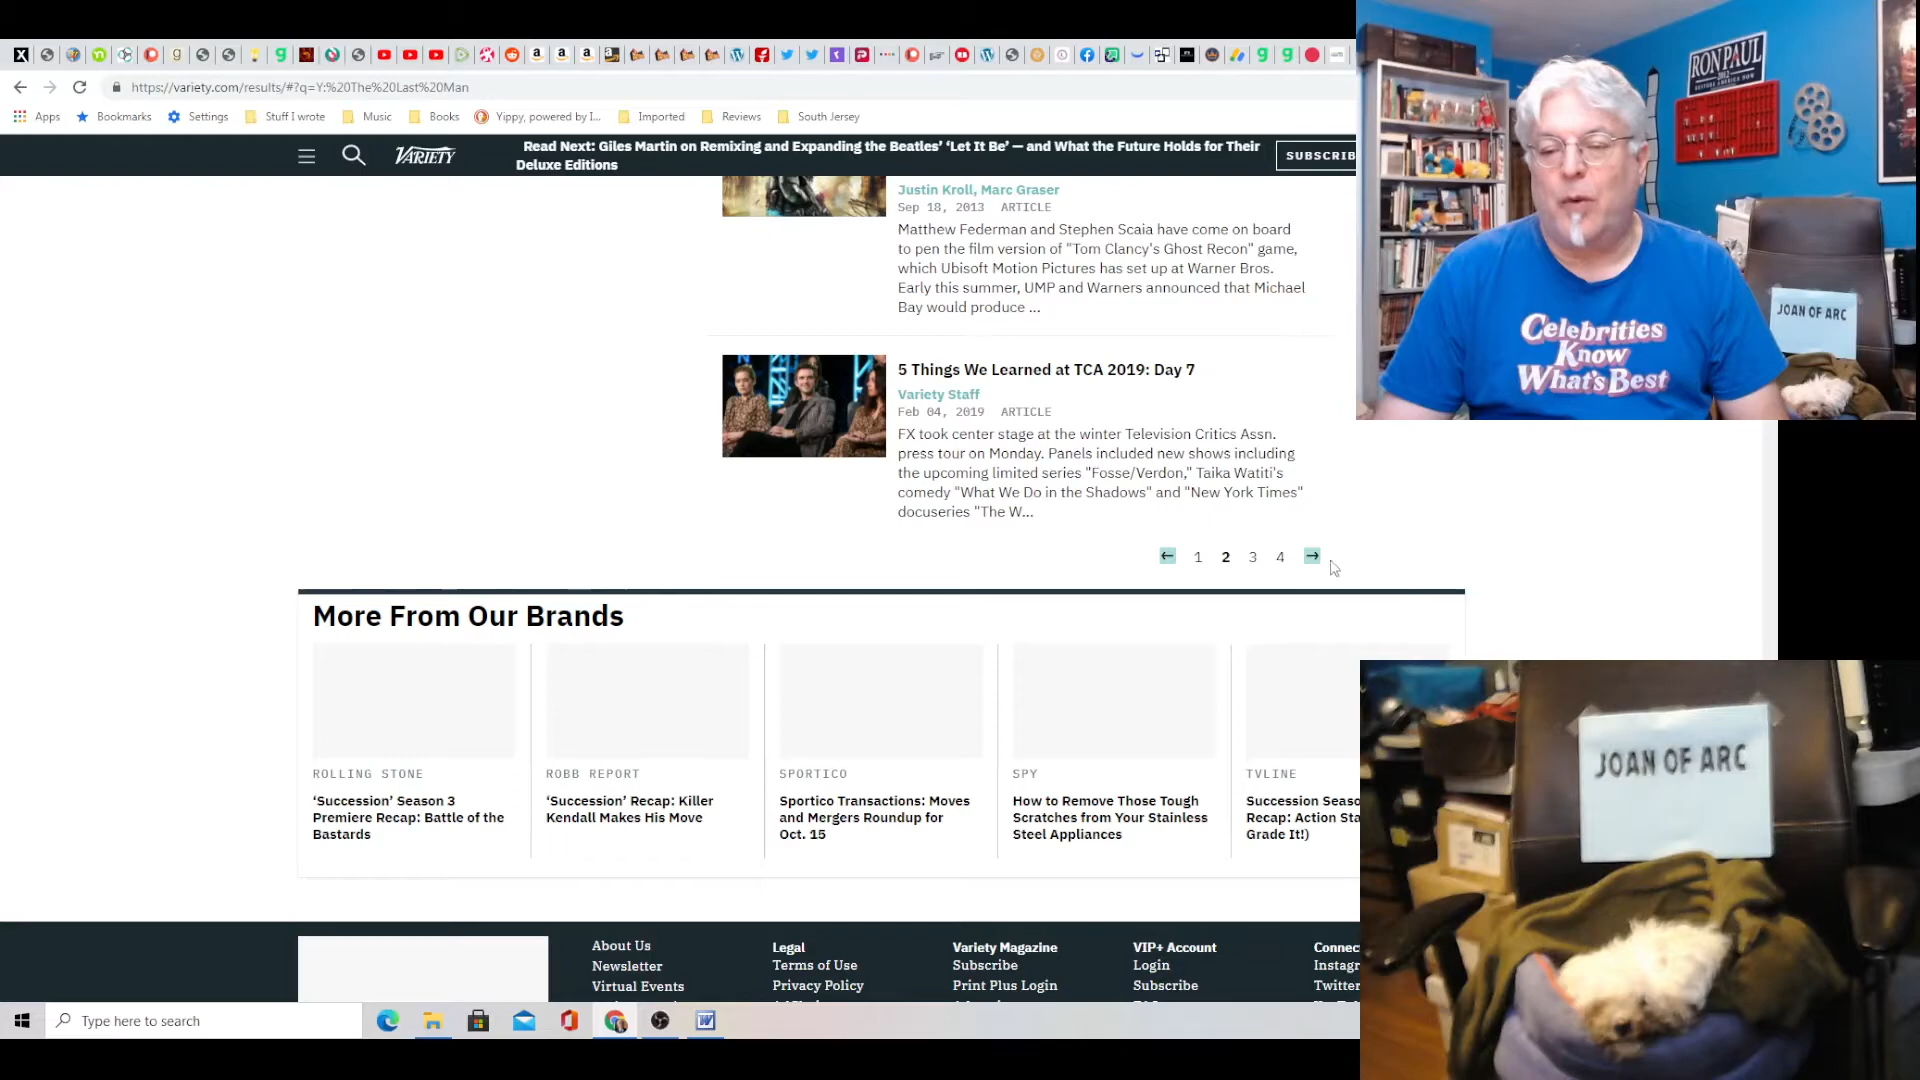 https://variety.com/results/#?q=Y:%20The%20Last%20Man
Apps
Bookmarks
Settings
Stuff I wrote
Music
Books
Yippy, powered by I...
Imported
Reviews
South Jersey
VARIETY
Read Next: Giles Martin on Remixing and Expanding the Beatles’ ‘Let It Be’ — and What the Future Holds for Their
Deluxe Editions
SUBSCRIB
Justin Kroll, Marc Graser
Sep 18, 2013 ARTICLE
Matthew Federman and Stephen Scaia have come on board
to pen the film version of "Tom Clancy's Ghost Recon" game,
which Ubisoft Motion Pictures has set up at Warner Bros.
Early this summer, UMP and Warners announced that Michael
Bay would produce ...
5 Things We Learned at TCA 2019: Day 7
Variety Staff
Feb 04, 2019 ARTICLE
FX took center stage at the winter Television Critics Assn.
press tour on Monday. Panels included new shows including
the upcoming limited series "Fosse/Verdon," Taika Watiti's
comedy "What We Do in the Shadows" and "New York Times"
docuseries "The W...
← 1 2 3 4 →
More From Our Brands
ROLLING STONE
‘Succession’ Season 3
Premiere Recap: Battle of the
Bastards
ROBB REPORT
‘Succession’ Recap: Killer
Kendall Makes His Move
SPORTICO
Sportico Transactions: Moves
and Mergers Roundup for
Oct. 15
SPY
How to Remove Those Tough
Scratches from Your Stainless
Steel Appliances
TVLINE
Succession Seaso
Recap: Action Sta
Grade It!)
About Us
Newsletter
Virtual Events
Legal
Terms of Use
Privacy Policy
Variety Magazine
Subscribe
Print Plus Login
VIP+ Account
Login
Subscribe
Connec
Instagr
Twitter
Type here to search
RON PAUL
JOAN OF ARC
Celebrities
Know
What's Best
JOAN OF ARC